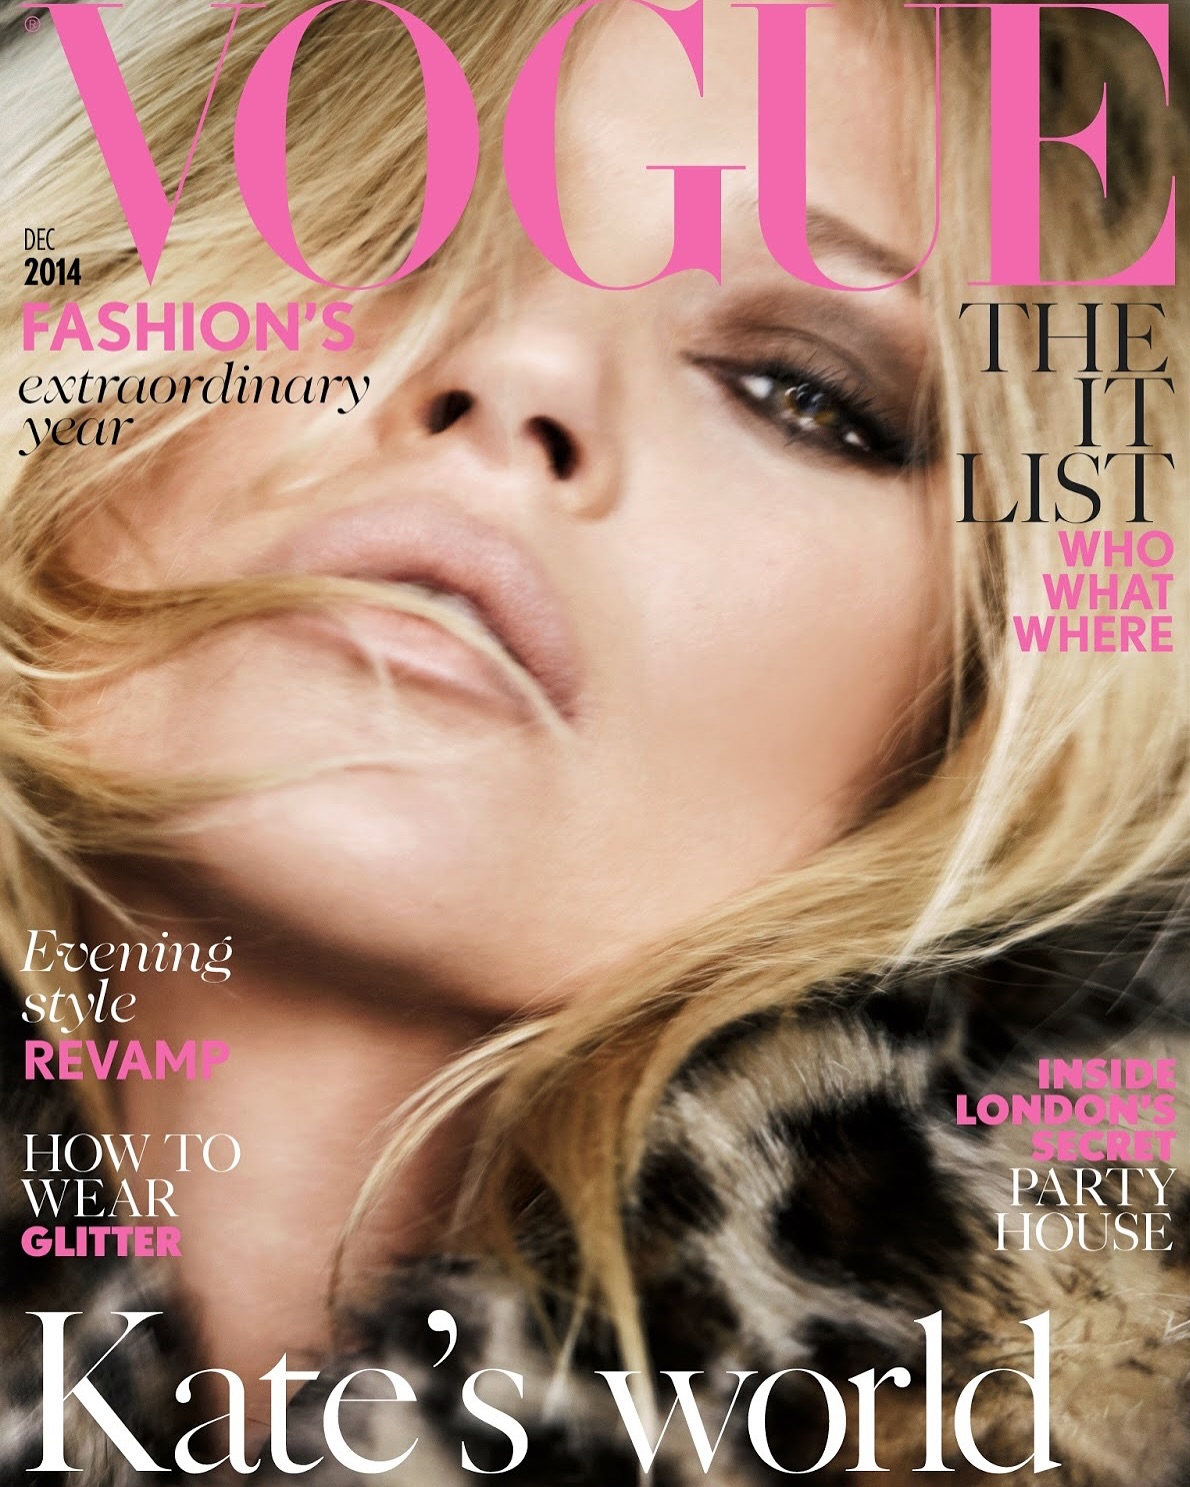 VOGUE
®
DEC
2014
FASHION'S
extraordinary
year
THE
IT
LIST
WHO
WHAT
WHERE
Evening
style
REVAMP
HOW TO
WEAR
GLITTER
INSIDE
LONDON'S
SECRET
PARTY
HOUSE
Kate's world